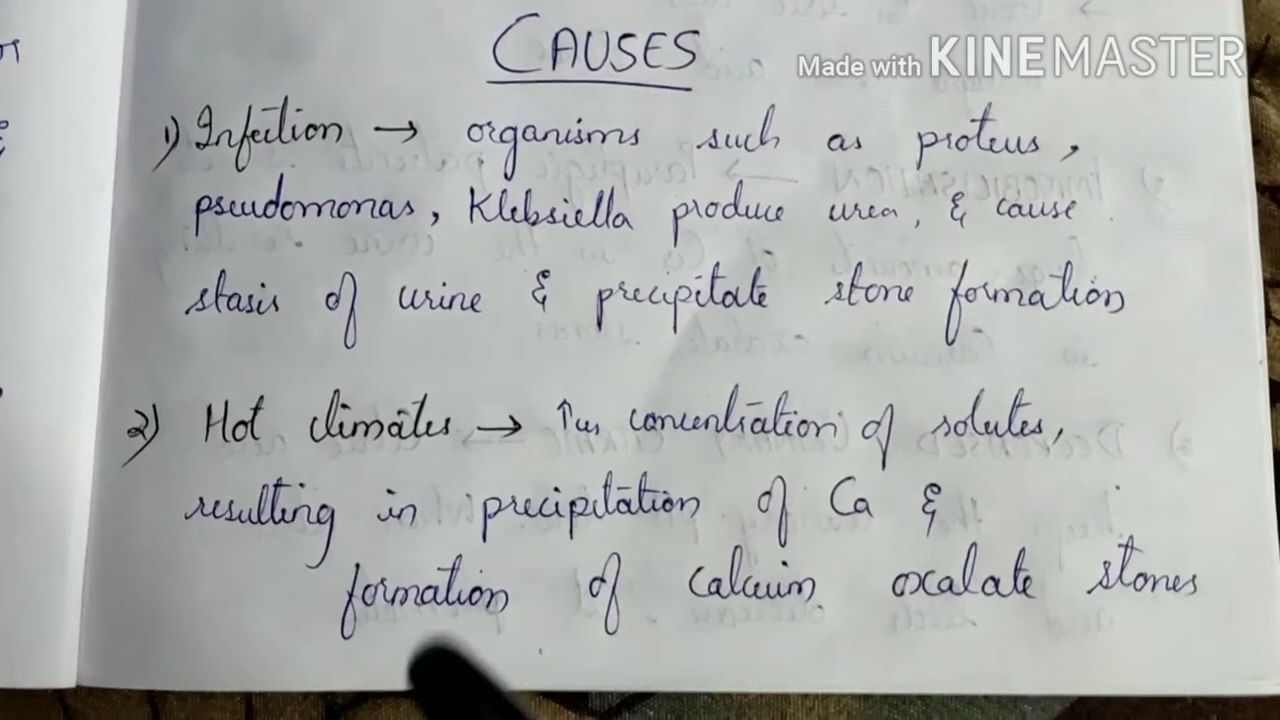 CAUSES
Made with KINEMASTER
1) Infection → organisms such as proteus,
pseudomonas, Klebsiella produce urea, & cause
stasis of urine & precipitate stone formation
2) Hot climates → ↑es concentration of solutes,
resulting in precipitation of Ca &
formation of calcium oxalate stones